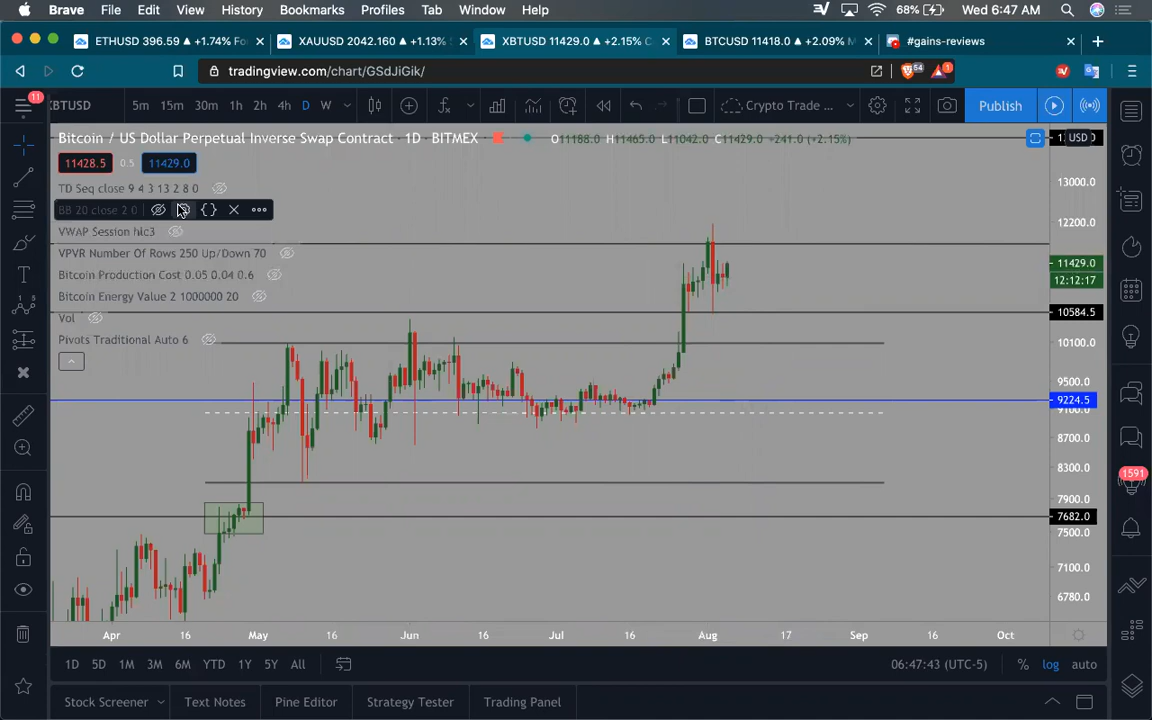 Brave File Edit View History Bookmarks Profiles Tab Window Help 68% Wed 6:47 AM
ETHUSD 396.59 +1.74% Fo XAUUSD 2042.160 +1.13% XBTUSD 11429.0 +2.15% C BTCUSD 11418.0 +2.09% M #gains-reviews
tradingview.com/chart/GSdJiGik/ 54 1
11 XBTUSD 5m 15m 30m 1h 2h 4h D W Crypto Trade ... Publish
Bitcoin / US Dollar Perpetual Inverse Swap Contract · 1D · BITMEX O11188.0 H11465.0 L11042.0 C11429.0 +241.0 (+2.15%) USD
11428.5 0.5 11429.0
TD Seq close 9 4 3 13 2 8 0
BB 20 close 2 0
VWAP Session hlc3
VPVR Number Of Rows 250 Up/Down 70
Bitcoin Production Cost 0.05 0.04 0.6
Bitcoin Energy Value 2 1000000 20
Vol
Pivots Traditional Auto 6
13000.0
12200.0
11429.0
12:12:17
10584.5
10100.0
9500.0
9224.5
9100.0
8700.0
8300.0
7900.0
7682.0
7500.0
7100.0
6780.0
1591
Apr 16 May 16 Jun 16 Jul 16 Aug 17 Sep 16 Oct
1D 5D 1M 3M 6M YTD 1Y 5Y All 06:47:43 (UTC-5) % log auto
Stock Screener Text Notes Pine Editor Strategy Tester Trading Panel